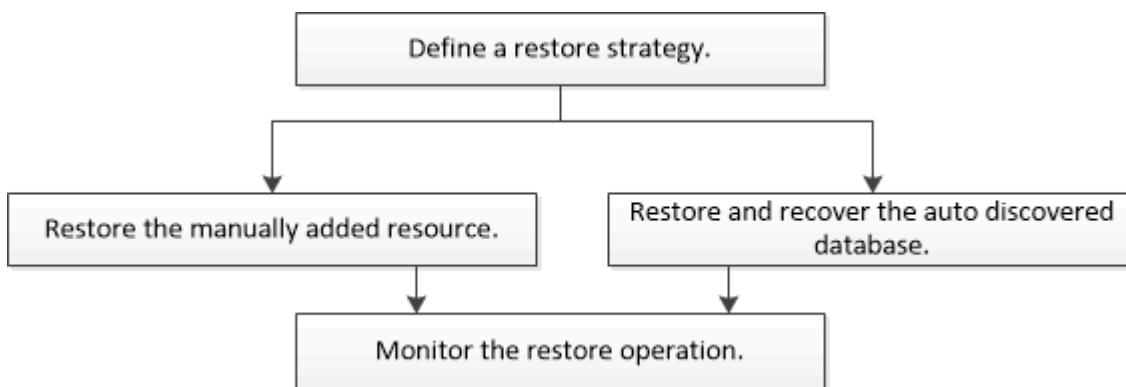 Define a restore strategy.
Restore the manually added resource.
Restore and recover the auto discovered
database.
Monitor the restore operation.